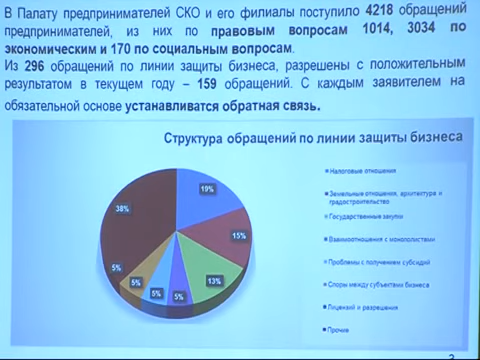 В Палату предпринимателей СКО и его филиалы поступило 4218 обращений
предпринимателей, из них по правовым вопросам 1014, 3034 по
экономическим и 170 по социальным вопросам.
Из 296 обращений по линии защиты бизнеса, разрешены с положительным
результатом в текущем году – 159 обращений. С каждым заявителем на
обязательной основе устанавливатся обратная связь.
Структура обращений по линии защиты бизнеса
19%
15%
13%
5%
5%
5%
5%
38%
Налоговые отношения
Земельные отношения, архитектура и
градостроительство
Государственные закупки
Взаимоотношения с монополистами
Проблемы с получением субсидий
Споры между субъектами бизнеса
Лицензий и разрешения
Прочие